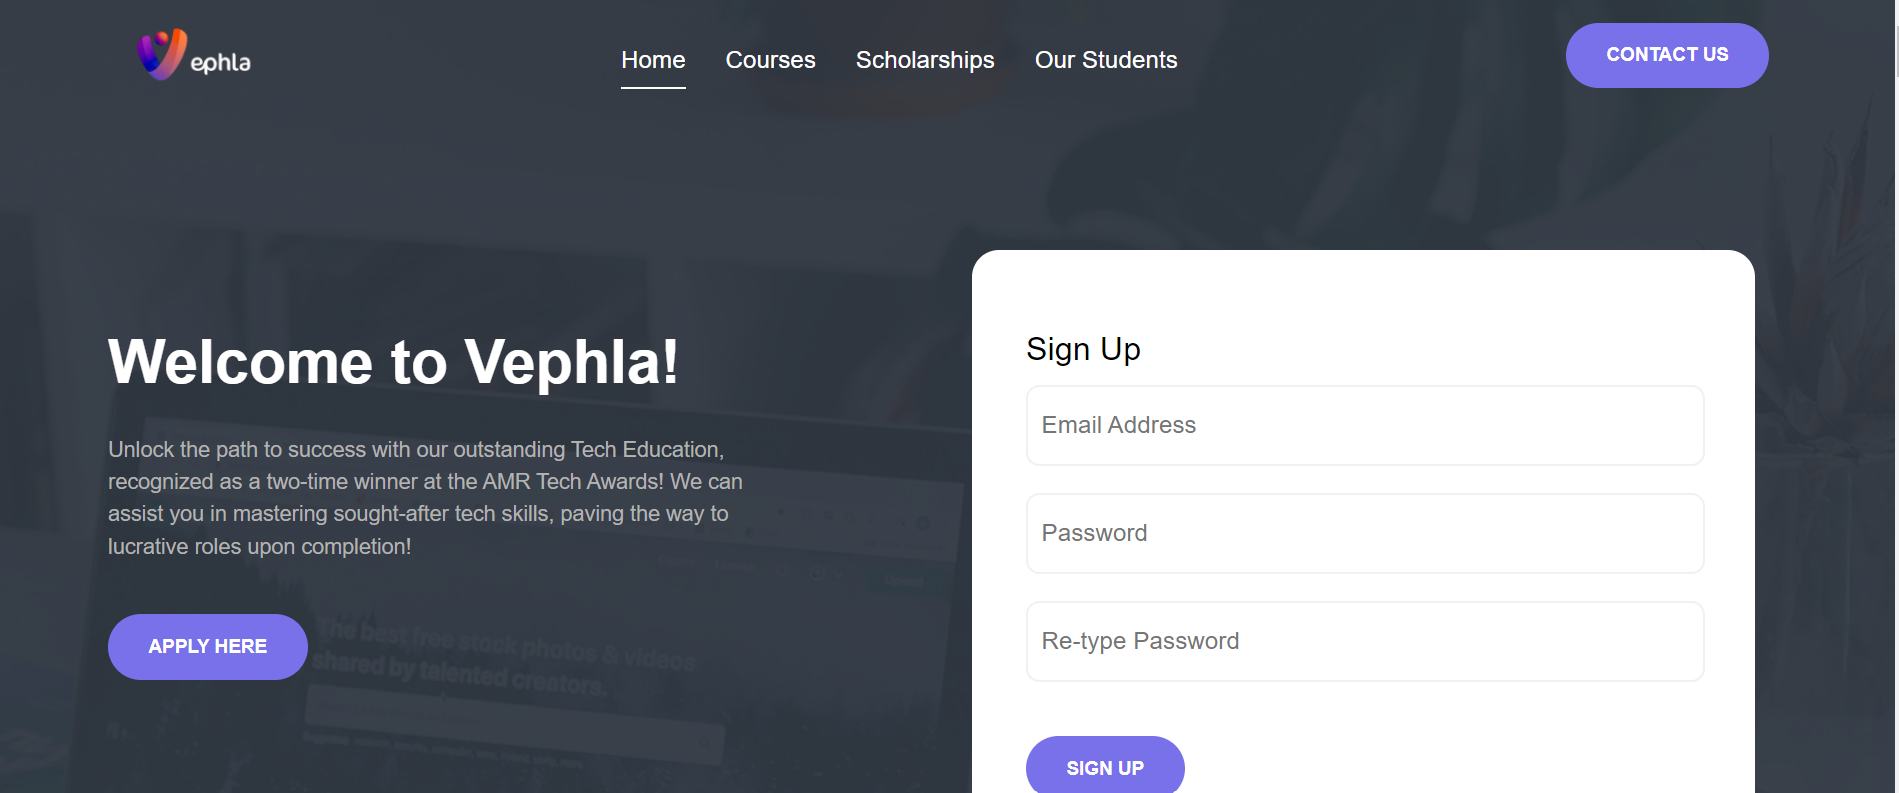 ephla
Home Courses Scholarships Our Students
CONTACT US
Welcome to Vephla!
Unlock the path to success with our outstanding Tech Education,
recognized as a two-time winner at the AMR Tech Awards! We can
assist you in mastering sought-after tech skills, paving the way to
lucrative roles upon completion!
APPLY HERE
The best free stock photos & videos
shared by talented creators.
Sign Up
Email Address
Password
Re-type Password
SIGN UP